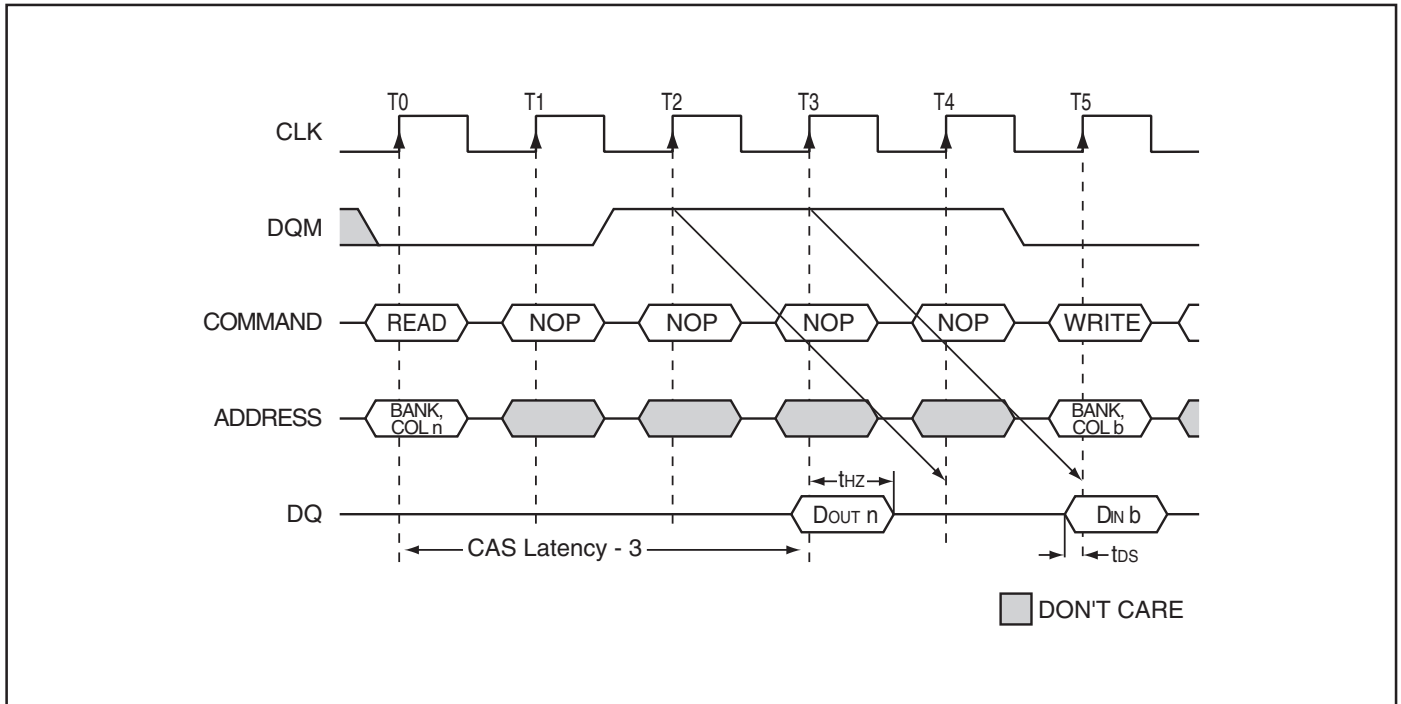 T0 T1 T2 T3 T4 T5
CLK
DQM
COMMAND READ NOP NOP NOP NOP WRITE
ADDRESS BANK, COL n BANK, COL b
tHZ
DQ DOUT n DIN b
CAS Latency - 3 tDS
DON'T CARE